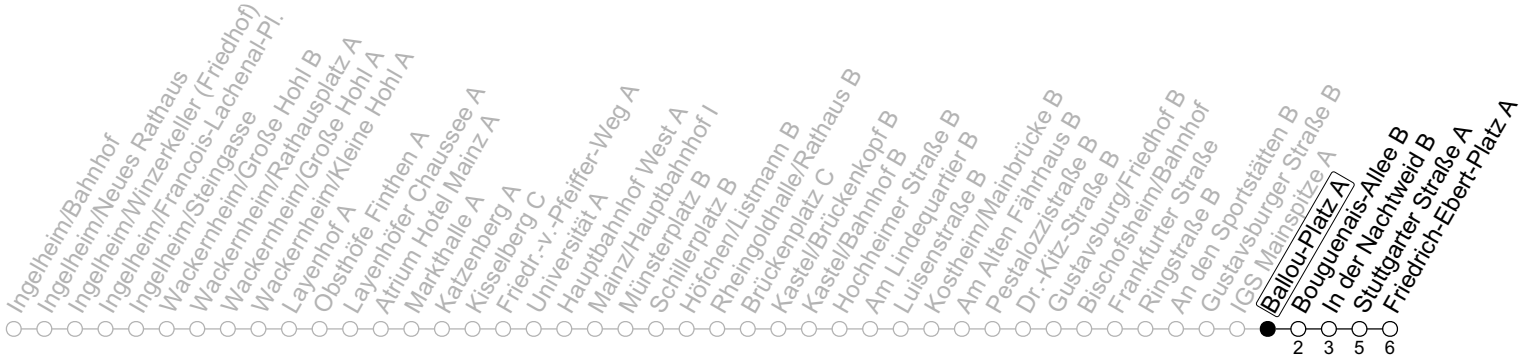 Ingelheim/Bahnhof
Ingelheim/Neues Rathaus
Ingelheim/Winzerkeller (Friedhof)
Ingelheim/Francois-Lachenal-Pl.
Ingelheim/Steingasse
Wackernheim/Große Hohl B
Wackernheim/Rathausplatz A
Wackernheim/Große Hohl A
Wackernheim/Kleine Hohl A
Layenhof A
Obsthöfe Finthen A
Layenhöfer Chaussee A
Atrium Hotel Mainz A
Markthalle A
Katzenberg A
Kisselberg C
Friedr.-v.-Pfeiffer-Weg A
Universität A
Hauptbahnhof West A
Mainz/Hauptbahnhof I
Münsterplatz B
Schillerplatz B
Höfchen/Listmann B
Rheingoldhalle/Rathaus B
Brückenplatz C
Kastel/Brückenkopf B
Kastel/Bahnhof B
Hochheimer Straße B
Am Lindequartier B
Luisenstraße B
Kostheim/Mainbrücke B
Am Alten Fährhaus B
Pestalozzistraße B
Dr.-Kitz-Straße B
Gustavsburg/Friedhof B
Bischofsheim/Bahnhof
Frankfurter Straße
Ringstraße B
An den Sportstätten B
Gustavsburger Straße B
IGS Mainspitze A
Ballou-Platz A
Bouguenais-Allee B
In der Nachtweid B
Stuttgarter Straße A
Friedrich-Ebert-Platz A
2 3 5 6